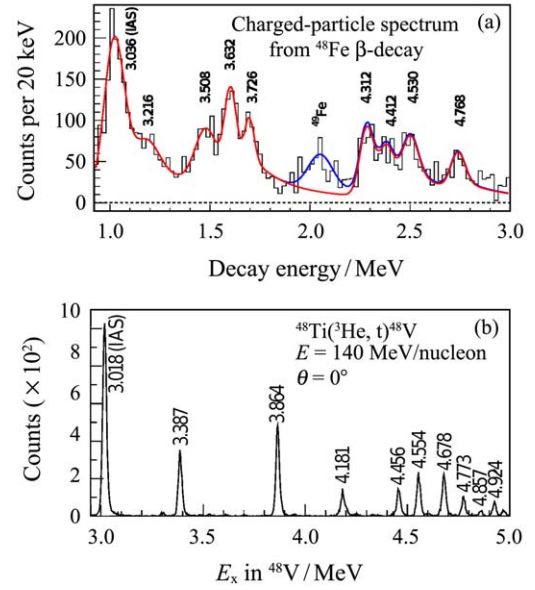 (a)
Charged-particle spectrum
from ⁴⁸Fe β-decay
3.036 (IAS)
3.216
3.508
3.632
3.726
⁴⁹Fe
4.312
4.412
4.530
4.768
Counts per 20 keV
200
150
100
50
0
1.0 1.5 2.0 2.5 3.0
Decay energy / MeV
(b)
⁴⁸Ti(³He, t)⁴⁸V
E = 140 MeV/nucleon
θ = 0°
3.018 (IAS)
3.387
3.864
4.181
4.456
4.554
4.678
4.773
4.857
4.924
Counts (× 10²)
10
8
6
4
2
0
3.0 3.5 4.0 4.5 5.0
Eₓ in ⁴⁸V / MeV